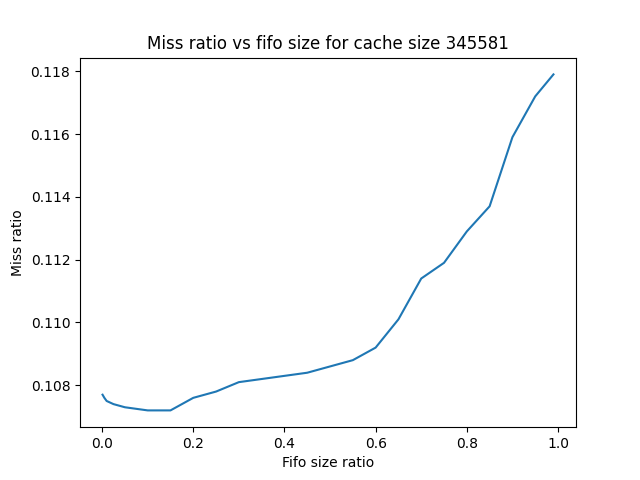 Miss ratio vs fifo size for cache size 345581
0.118
0.116
0.114
0.112
0.110
0.108
Miss ratio
0.0 0.2 0.4 0.6 0.8 1.0
Fifo size ratio